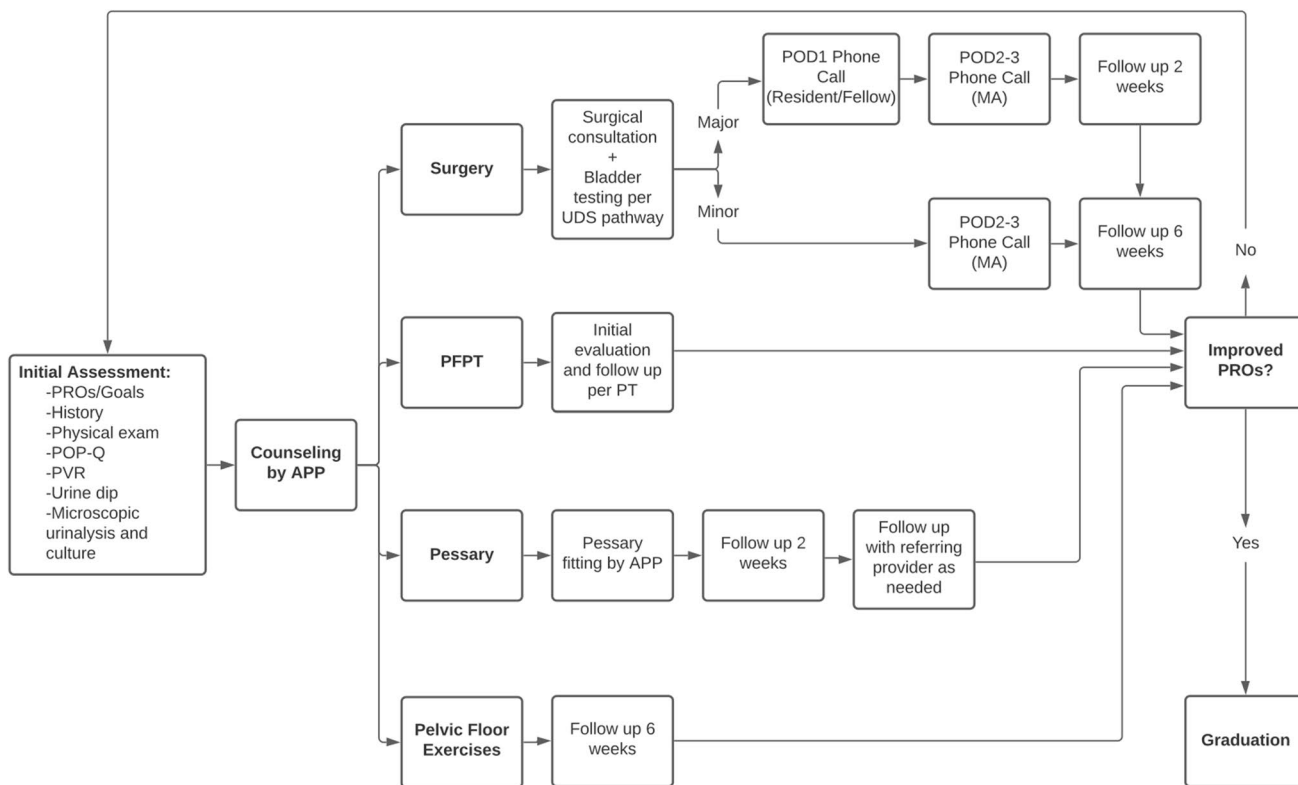 Initial Assessment:
-PROs/Goals
-History
-Physical exam
-POP-Q
-PVR
-Urine dip
-Microscopic
urinalysis and
culture
Counseling
by APP
Surgery
Surgical
consultation
+
Bladder
testing per
UDS pathway
Major
POD1 Phone
Call
(Resident/Fellow)
POD2-3
Phone Call
(MA)
Follow up 2
weeks
Minor
POD2-3
Phone Call
(MA)
Follow up 6
weeks
PFPT
Initial
evaluation
and follow up
per PT
Pessary
Pessary
fitting by APP
Follow up 2
weeks
Follow up
with referring
provider as
needed
Pelvic Floor
Exercises
Follow up 6
weeks
Improved
PROs?
No
Yes
Graduation